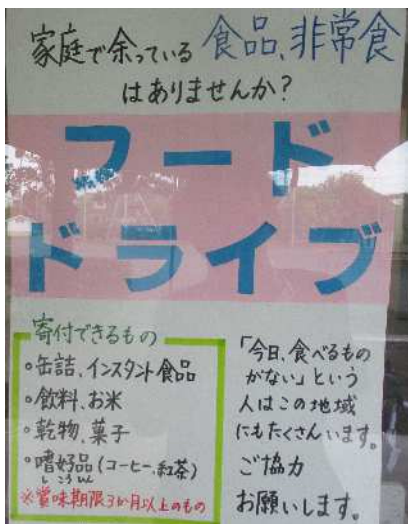 家庭で余っている 食品、非常食
はありませんか?
フード
ドライブ
寄付できるもの
○缶詰、インスタント食品
○飲料、お米
○乾物、菓子
○嗜好品(コーヒー、紅茶)
しこうひん
※賞味期限3か月以上のもの
「今日、食べるもの
がない」という
人はこの地域
にもたくさんいます。
ご協力
お願いします。